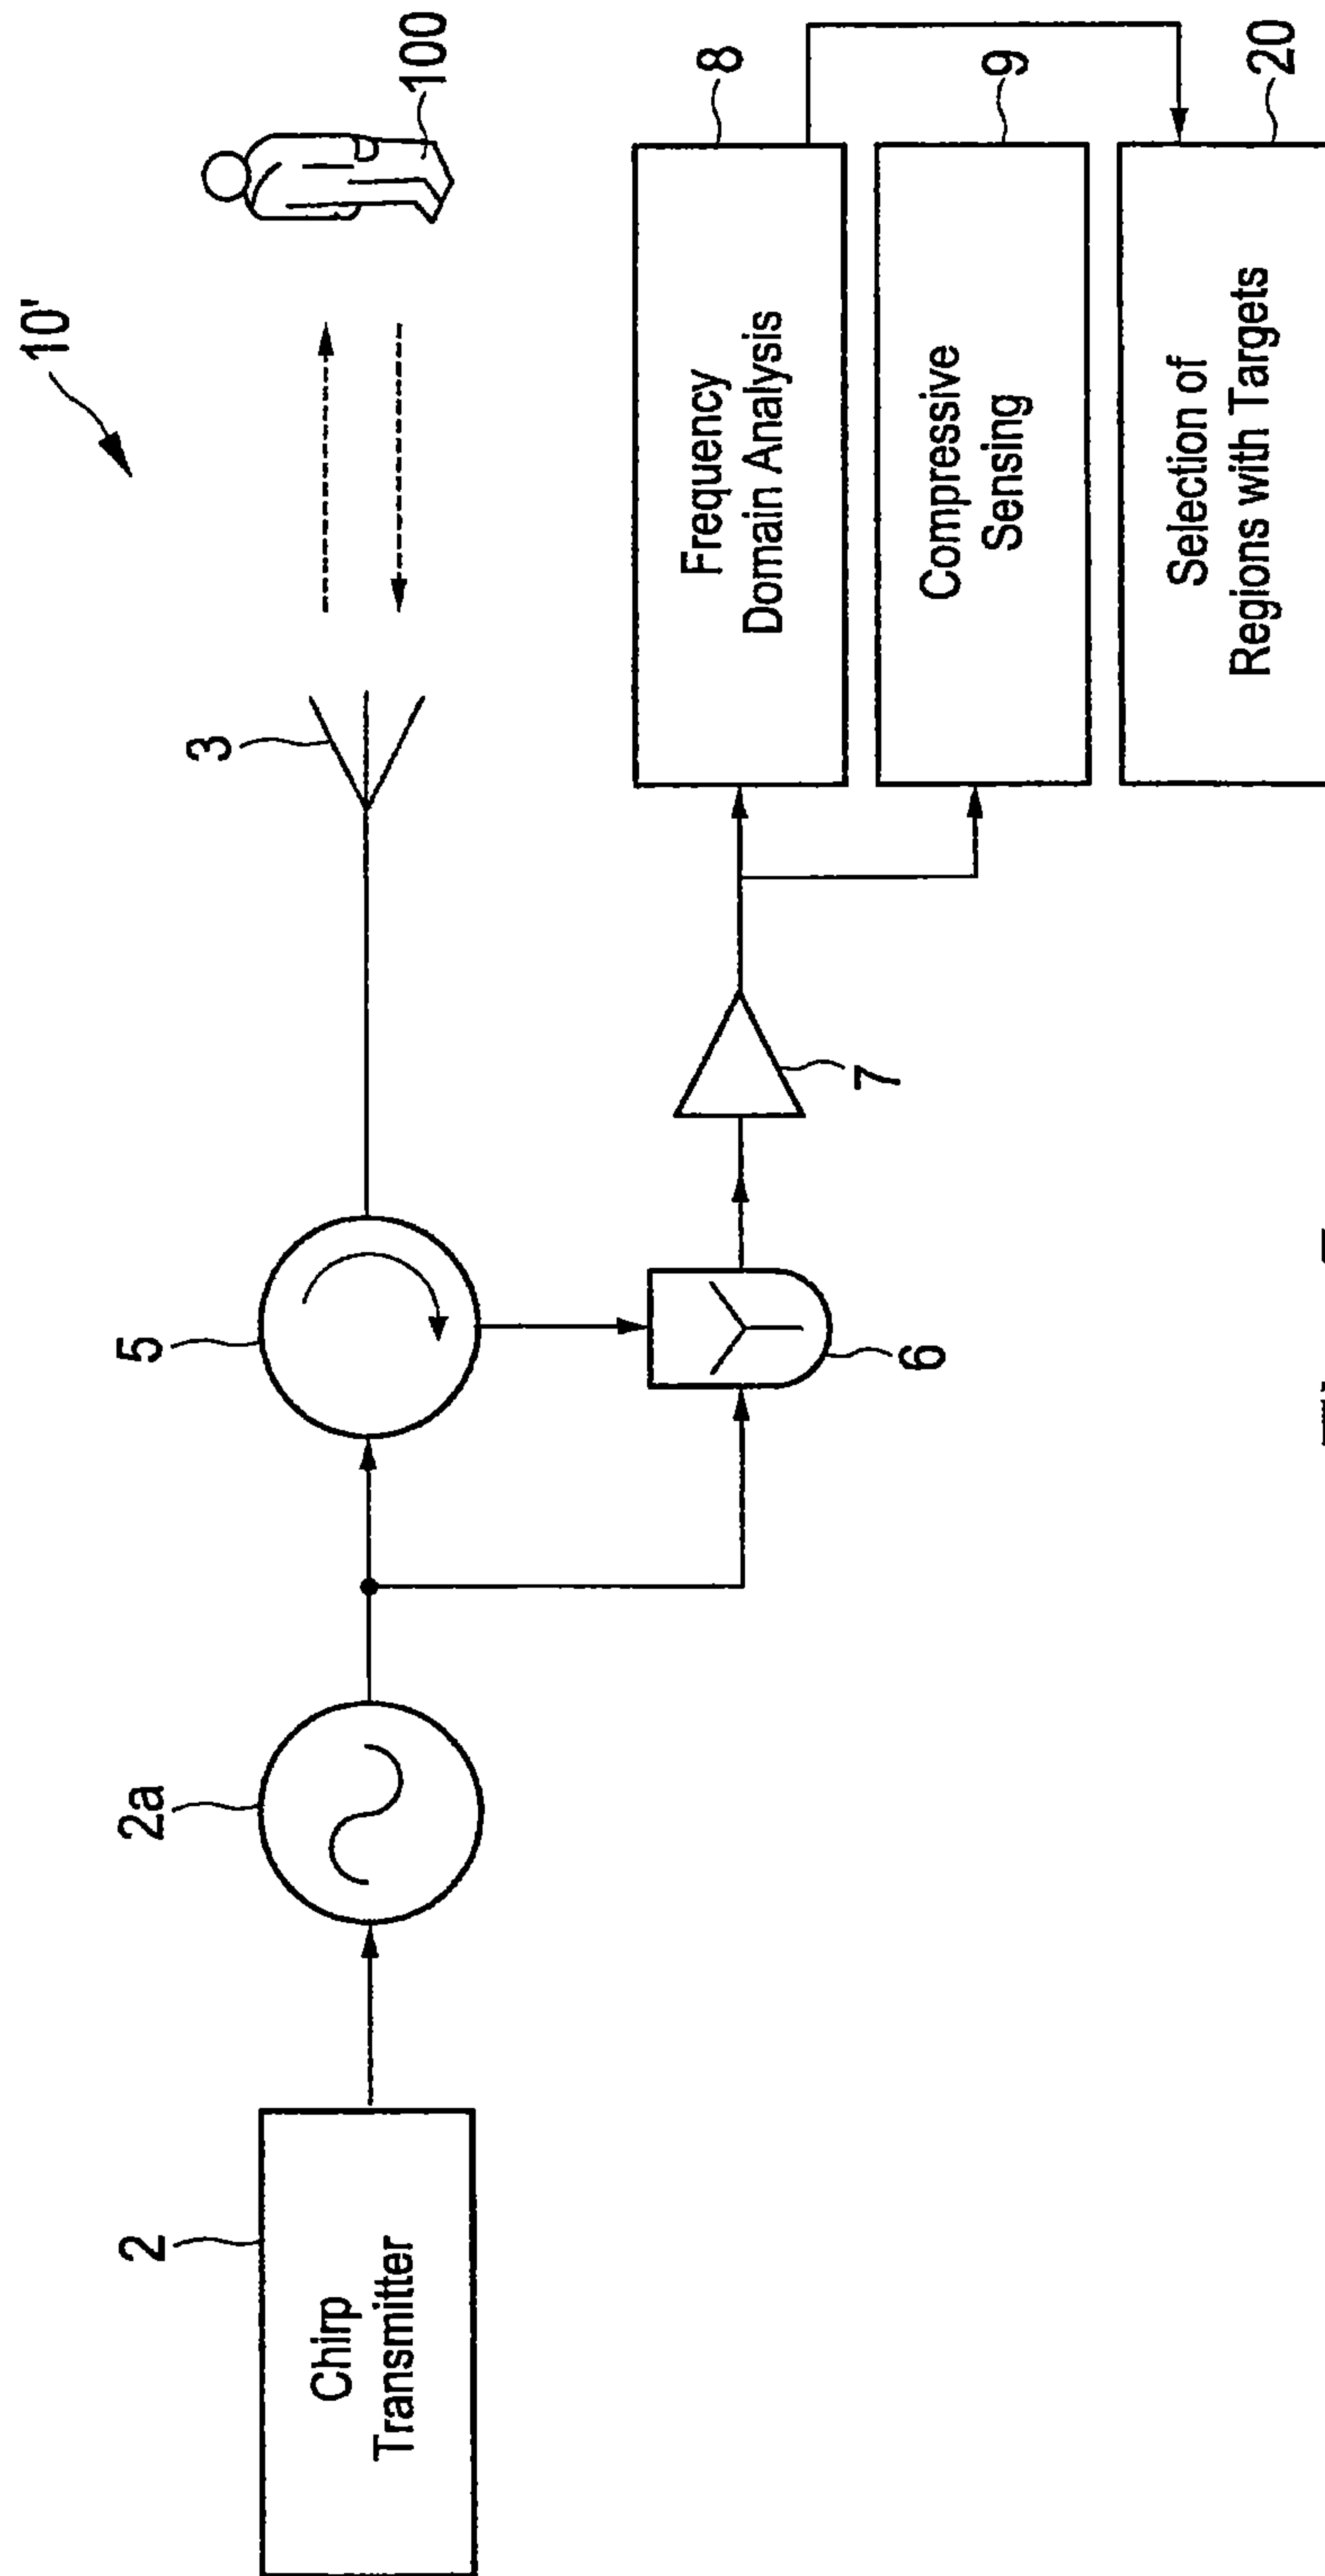 10'
100
3
5
2a
2
Chirp
Transmitter
6
7
8
Frequency
Domain Analysis
9
Compressive
Sensing
20
Selection of
Regions with Targets